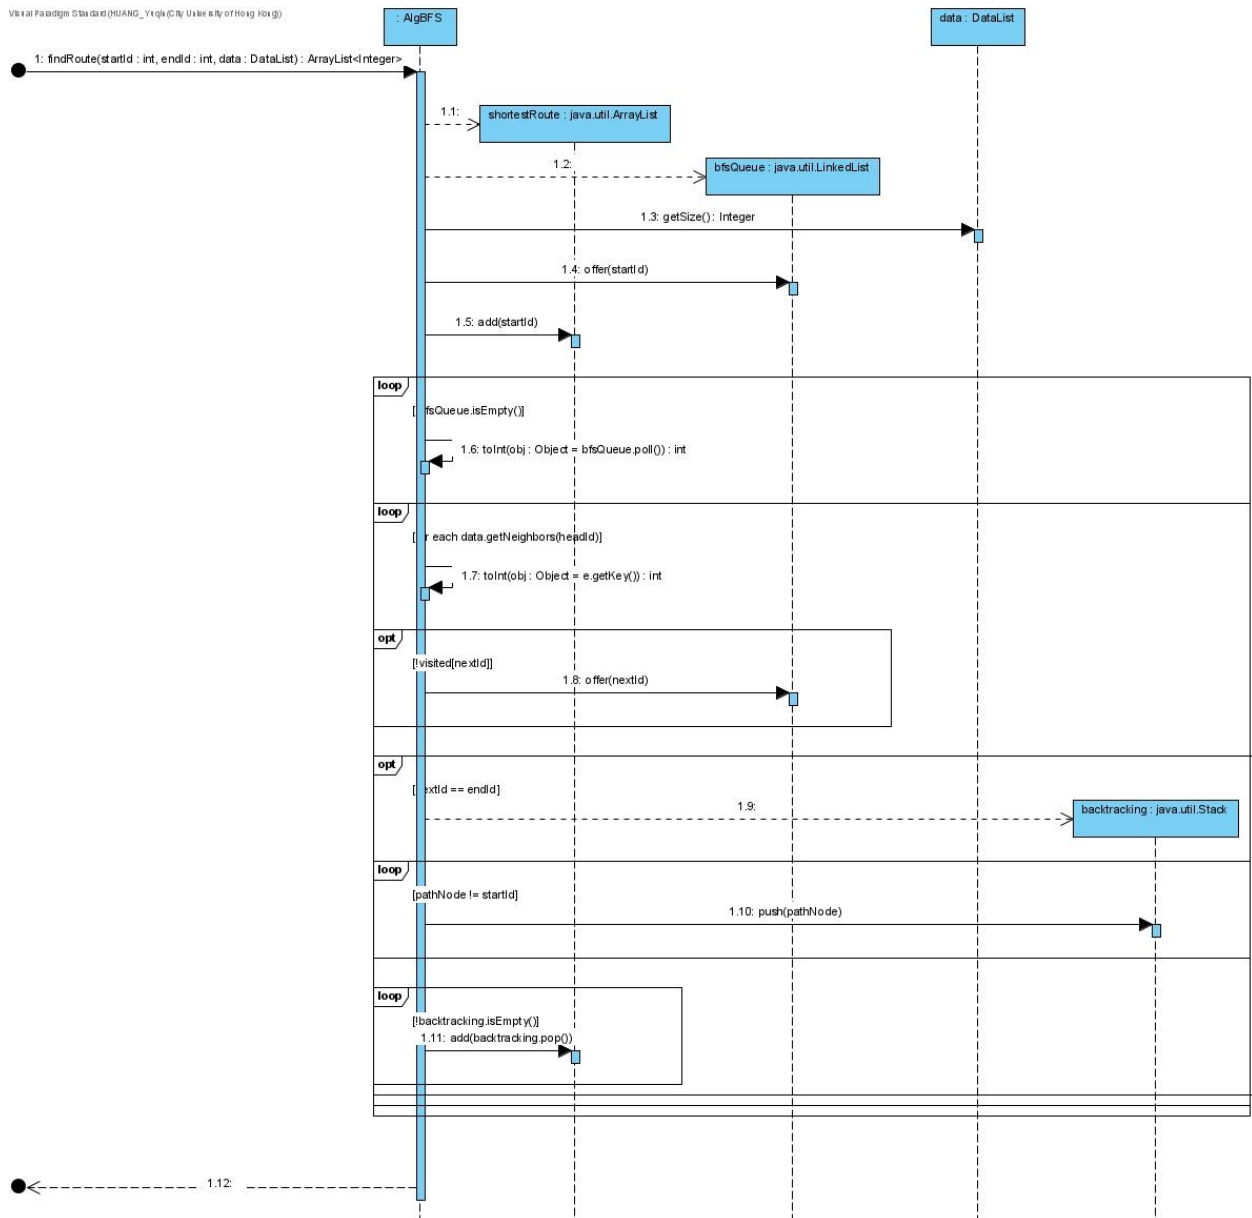 Visual Paradigm Standard(HUANG_Yuqiu(City University of Hong Kong))
: AlgBFS
data : DataList
1: findRoute(startId : int, endId : int, data : DataList) : ArrayList<Integer>
1.1:
shortestRoute : java.util.ArrayList
1.2:
bfsQueue : java.util.LinkedList
1.3: getSize() : Integer
1.4: offer(startId)
1.5: add(startId)
loop
[ bfsQueue.isEmpty()]
1.6: toInt(obj : Object = bfsQueue.poll()) : int
loop
[ r each data.getNeighbors(headId)]
1.7: toInt(obj : Object = e.getKey()) : int
opt
[!visited[nextId]]
1.8: offer(nextId)
opt
[ extId == endId]
1.9:
backtracking : java.util.Stack
loop
[pathNode != startId]
1.10: push(pathNode)
loop
[!backtracking.isEmpty()]
1.11: add(backtracking.pop())
1.12: